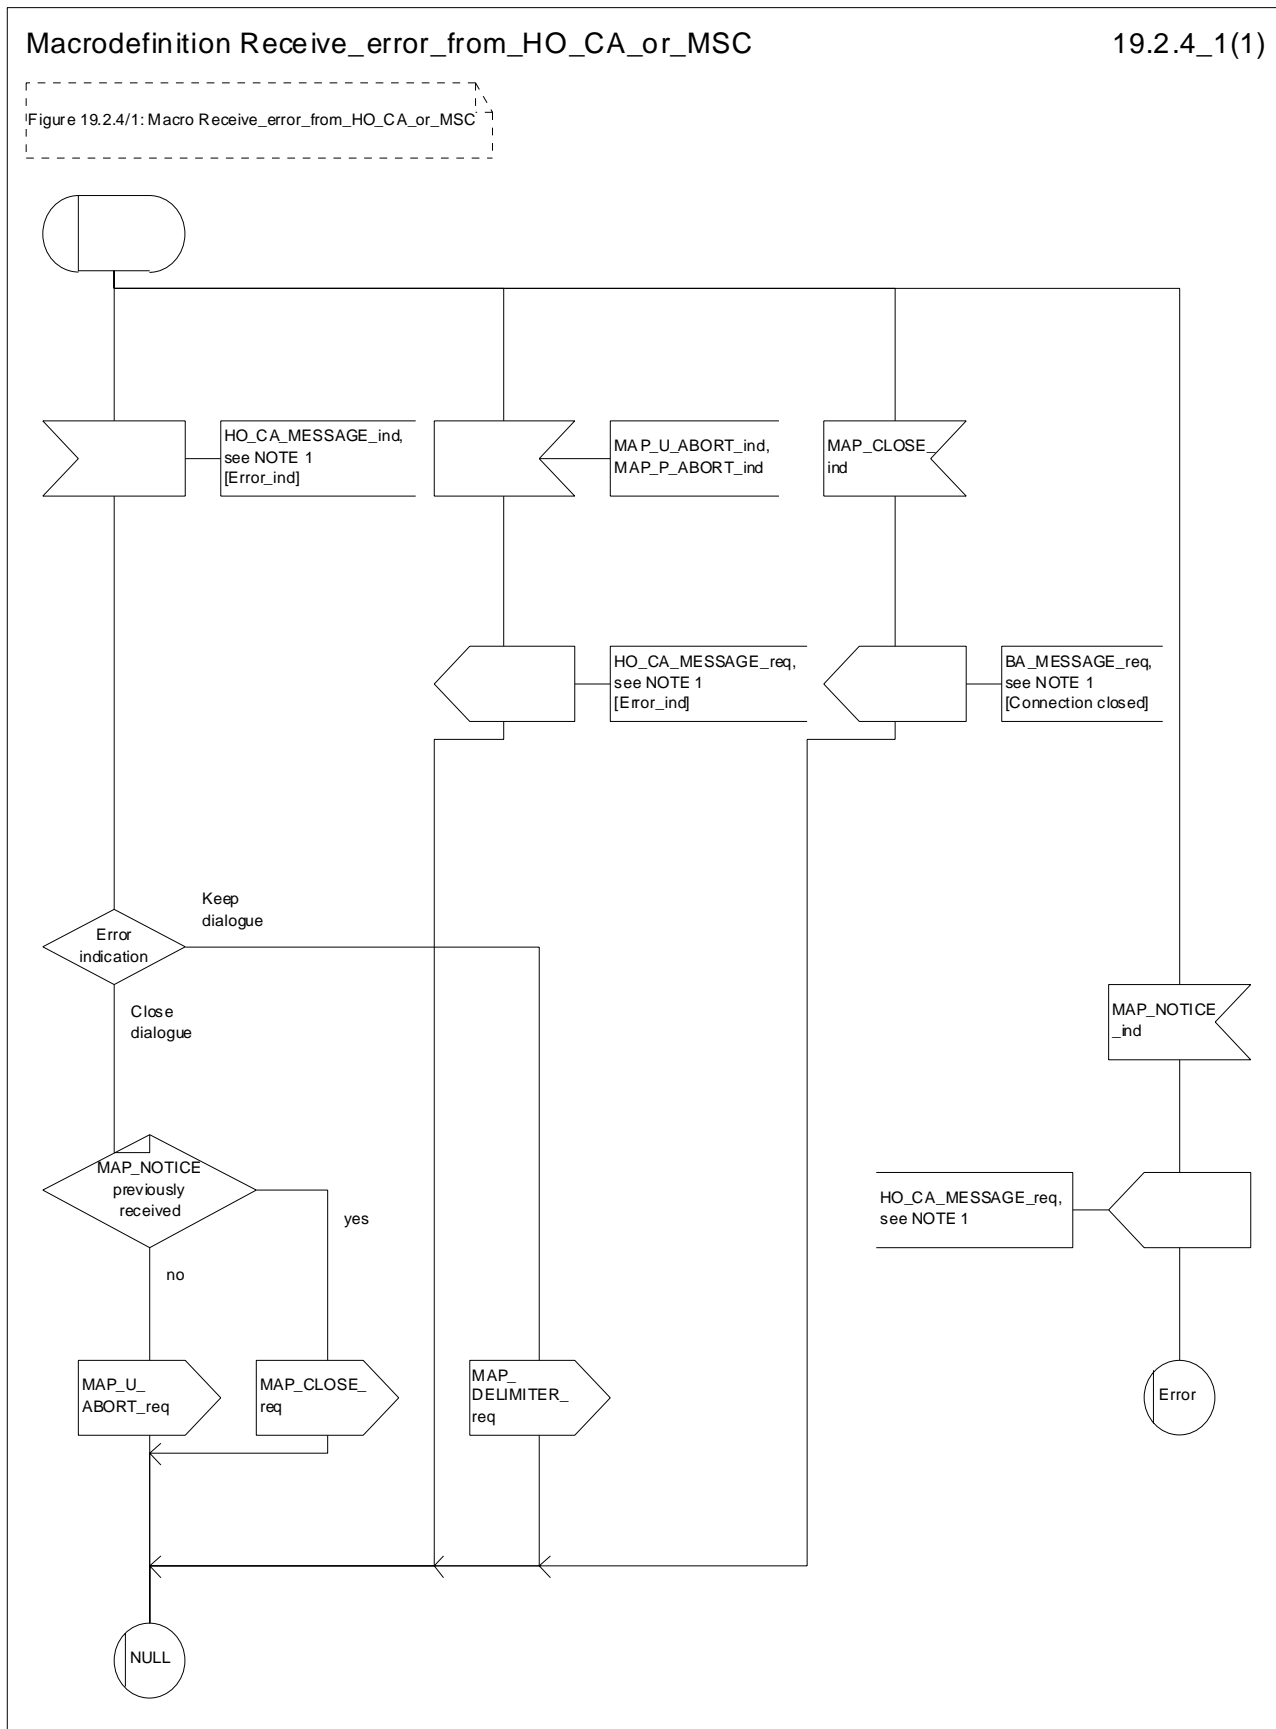 Macrodefinition Receive_error_from_HO_CA_or_MSC
19.2.4_1(1)
Figure 19.2.4/1: Macro Receive_error_from_HO_CA_or_MSC
HO_CA_MESSAGE_ind,
see NOTE 1
[Error_ind]
MAP_U_ABORT_ind,
MAP_P_ABORT_ind
MAP_CLOSE_
ind
HO_CA_MESSAGE_req,
see NOTE 1
[Error_ind]
BA_MESSAGE_req,
see NOTE 1
[Connection closed]
Keep
dialogue
Error
indication
Close
dialogue
MAP_NOTICE
_ind
MAP_NOTICE
previously
received
yes
no
HO_CA_MESSAGE_req,
see NOTE 1
MAP_U_
ABORT_req
MAP_CLOSE_
req
MAP_
DELIMITER_
req
Error
NULL